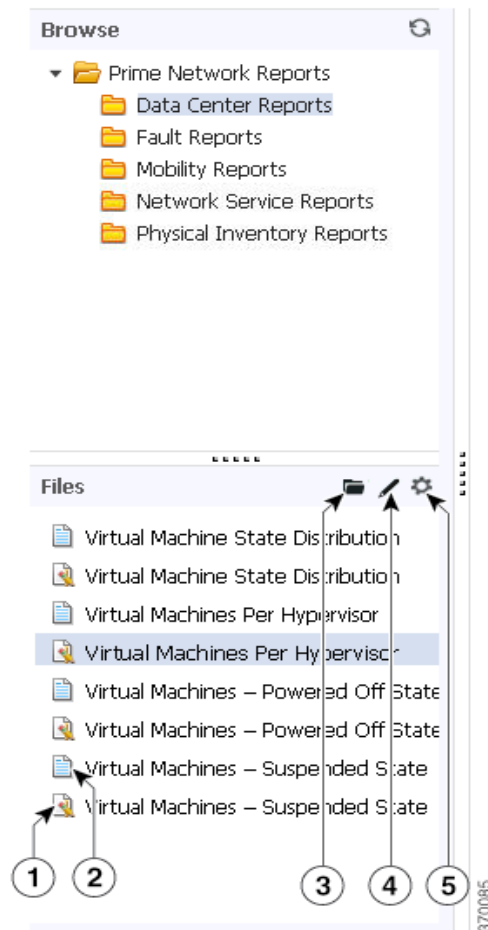 Browse
Prime Network Reports
Data Center Reports
Fault Reports
Mobility Reports
Network Service Reports
Physical Inventory Reports
Files
Virtual Machine State Distribution
Virtual Machine State Distribution
Virtual Machines Per Hypervisor
Virtual Machines Per Hypervisor
Virtual Machines – Powered Off State
Virtual Machines – Powered Off State
Virtual Machines – Suspended State
Virtual Machines – Suspended State
1 2 3 4 5
370085